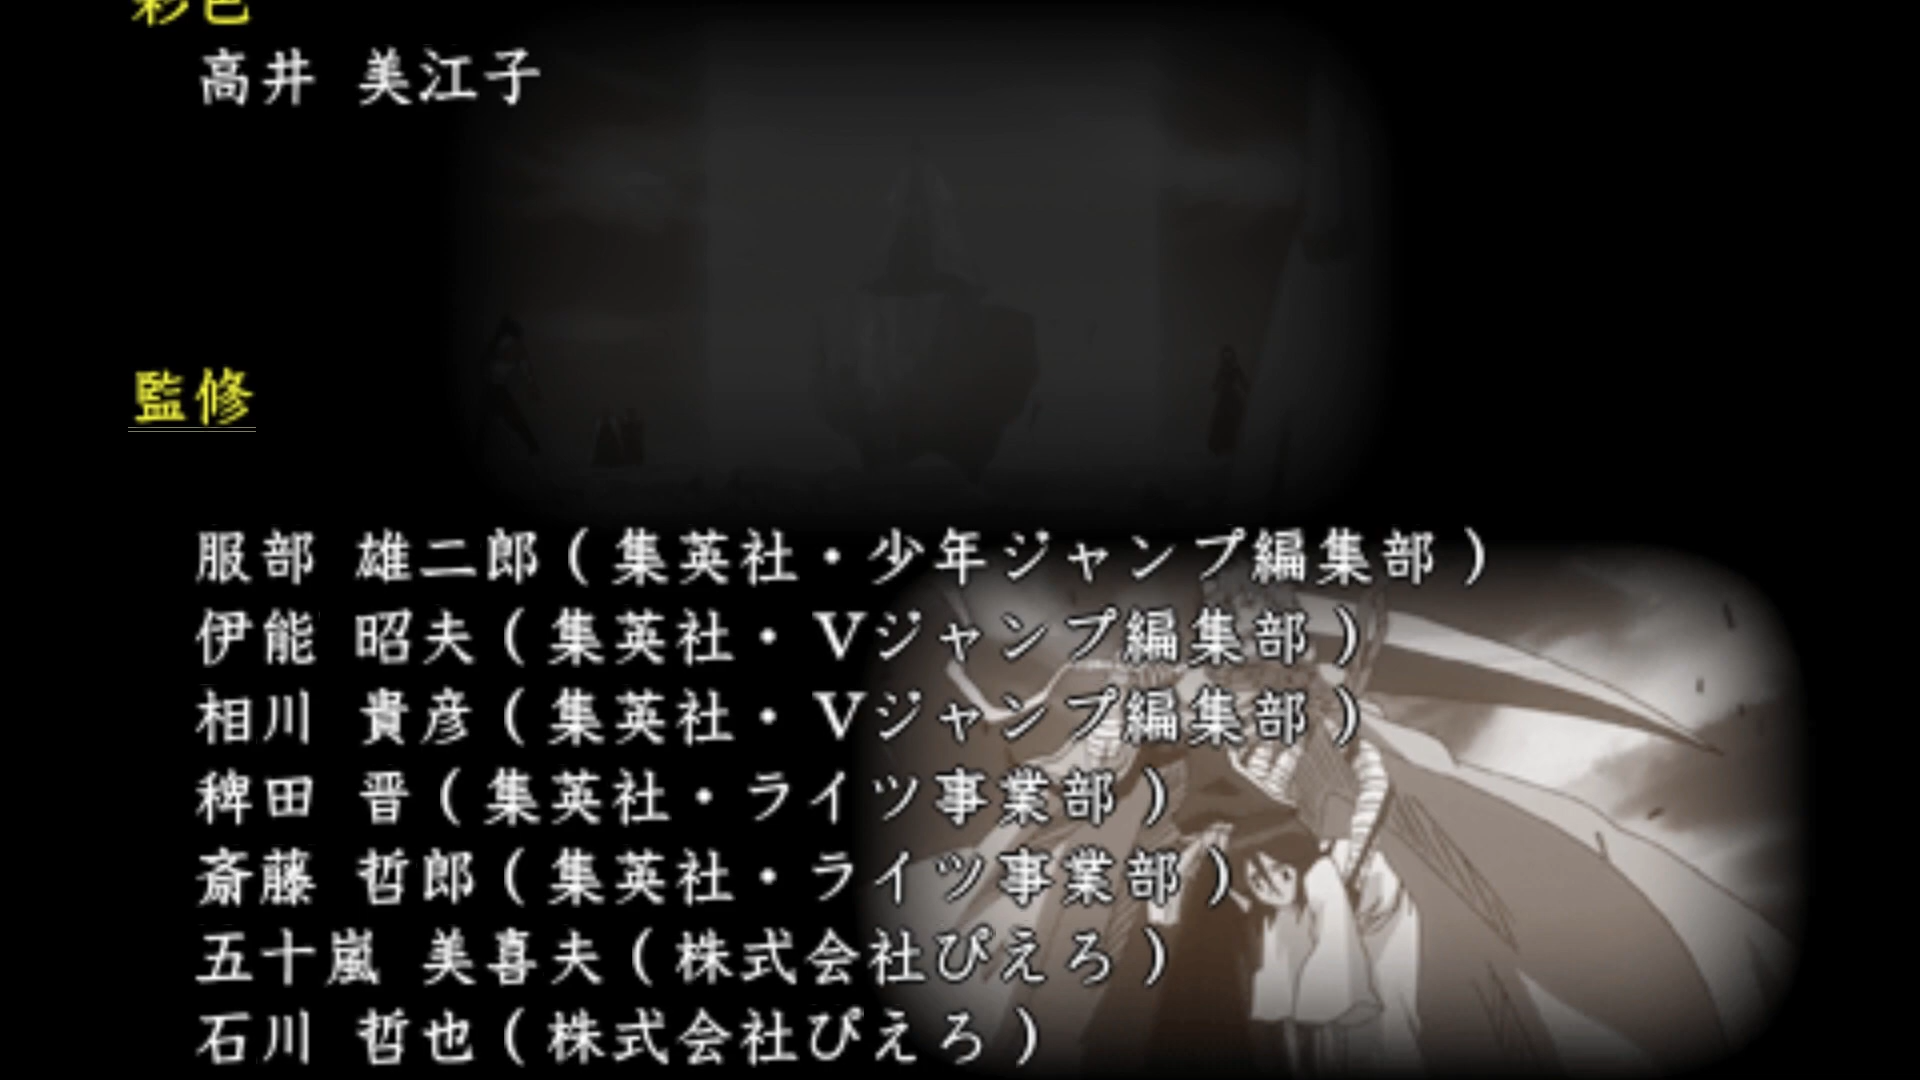 彩色
高井 美江子
監修
服部 雄二郎(集英社・少年ジャンプ編集部)
伊能 昭夫(集英社・Vジャンプ編集部)
相川 貴彦(集英社・Vジャンプ編集部)
稗田 晋(集英社・ライツ事業部)
斎藤 哲郎(集英社・ライツ事業部)
五十嵐 美喜夫(株式会社ぴえろ)
石川 哲也(株式会社ぴえろ)